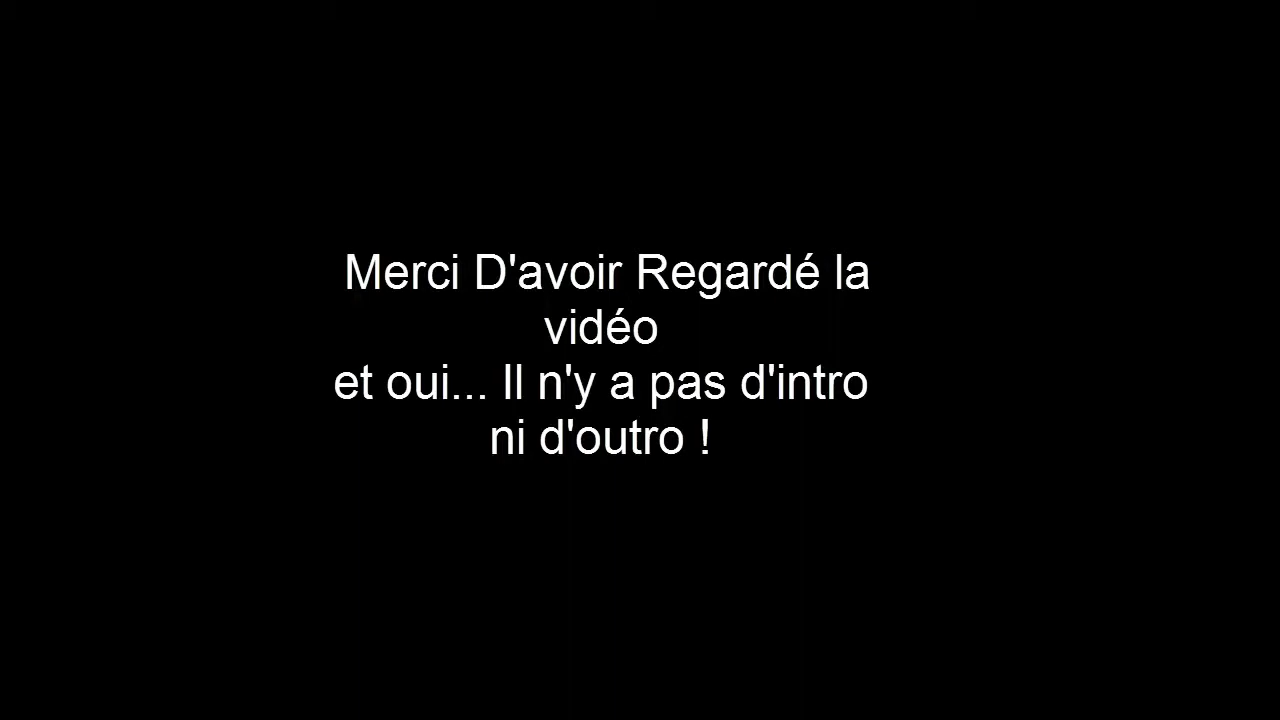 Merci D'avoir Regardé la
vidéo
et oui... Il n'y a pas d'intro
ni d'outro !